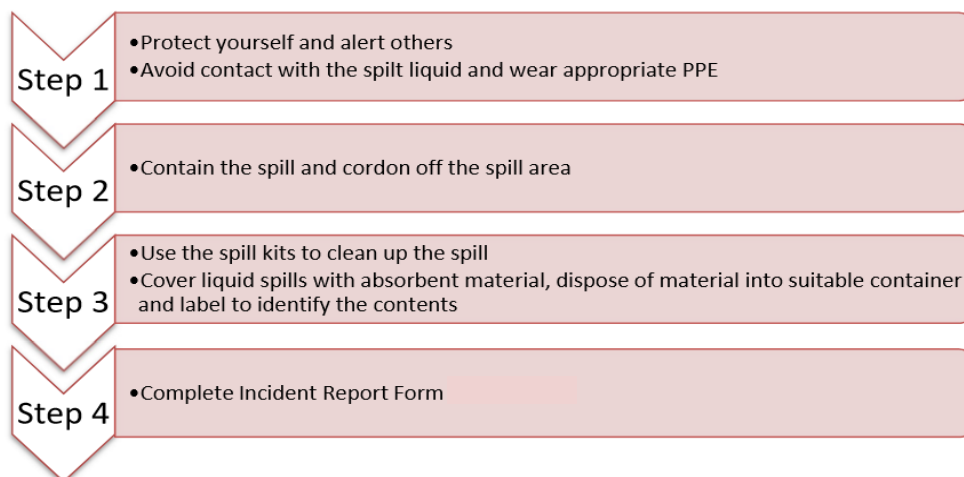 Step 1
•Protect yourself and alert others
•Avoid contact with the spilt liquid and wear appropriate PPE
Step 2
•Contain the spill and cordon off the spill area
Step 3
•Use the spill kits to clean up the spill
•Cover liquid spills with absorbent material, dispose of material into suitable container
and label to identify the contents
Step 4
•Complete Incident Report Form